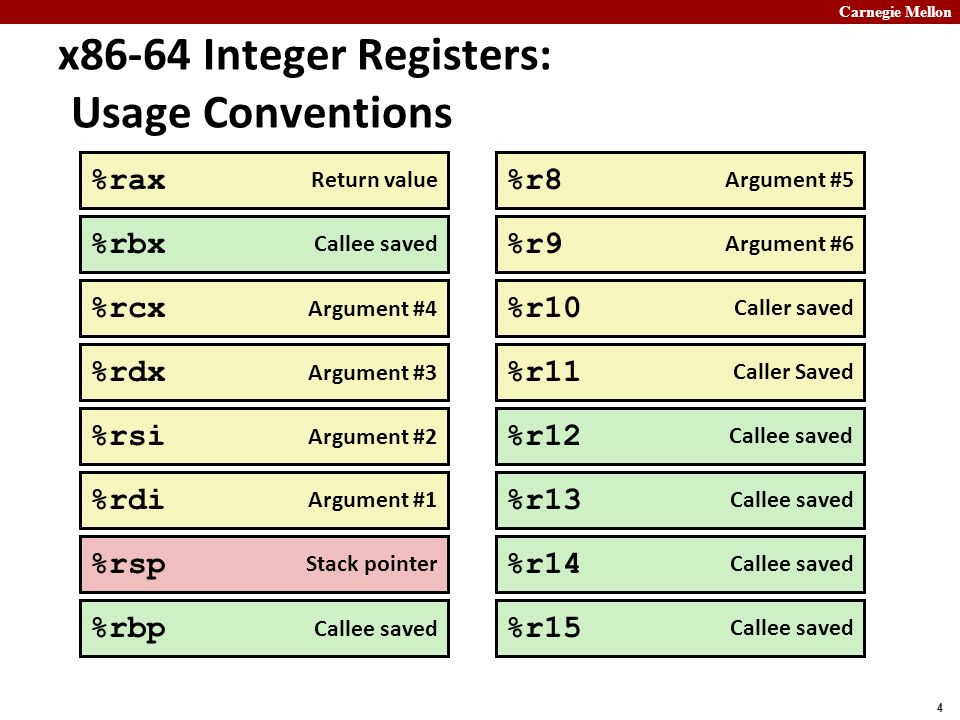 Carnegie Mellon
x86-64 Integer Registers:
Usage Conventions
%rax Return value
%rbx Callee saved
%rcx Argument #4
%rdx Argument #3
%rsi Argument #2
%rdi Argument #1
%rsp Stack pointer
%rbp Callee saved
%r8 Argument #5
%r9 Argument #6
%r10 Caller saved
%r11 Caller Saved
%r12 Callee saved
%r13 Callee saved
%r14 Callee saved
%r15 Callee saved
4